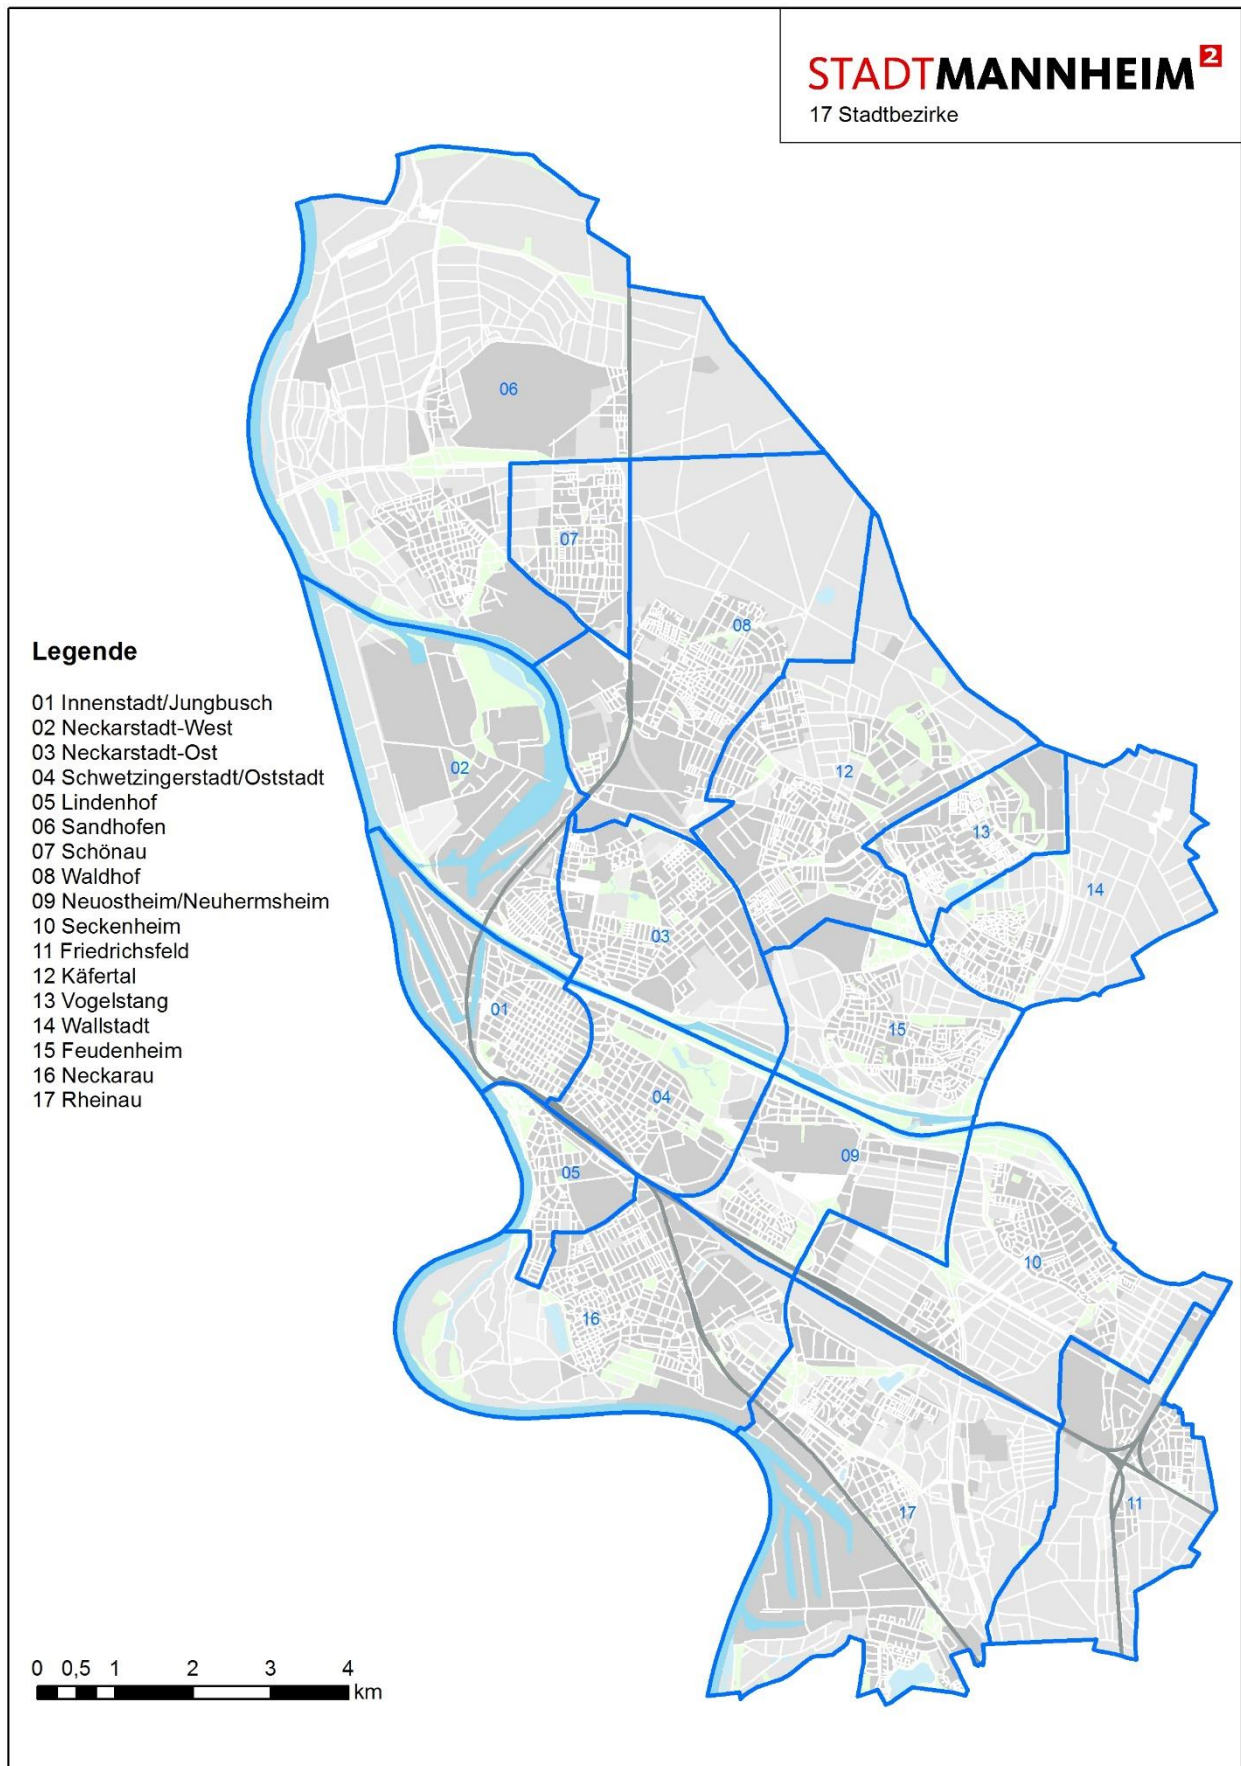 STADTMANNHEIM²
17 Stadtbezirke
06
07
08
Legende
01 Innenstadt/Jungbusch
02 Neckarstadt-West
03 Neckarstadt-Ost
04 Schwetzingerstadt/Oststadt
05 Lindenhof
06 Sandhofen
07 Schönau
08 Waldhof
09 Neuostheim/Neuhermsheim
10 Seckenheim
11 Friedrichsfeld
12 Käfertal
13 Vogelstang
14 Wallstadt
15 Feudenheim
16 Neckarau
17 Rheinau
02
12
13
14
03
01
15
04
09
05
10
16
11
17
0 0,5 1 2 3 4
km